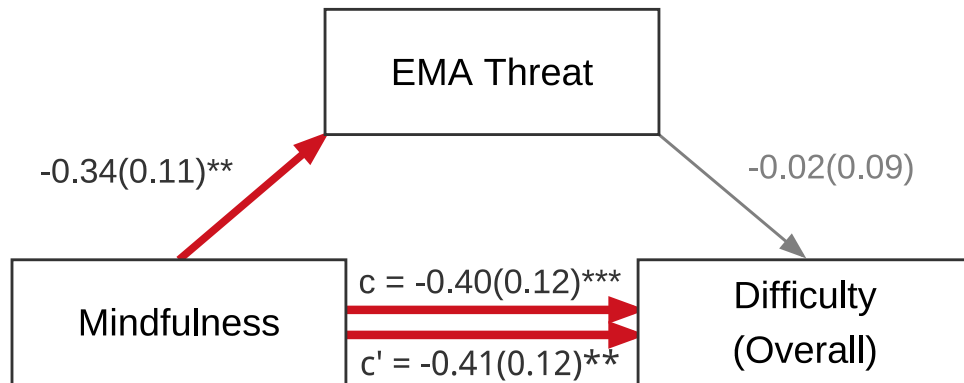 EMA Threat
-0.34(0.11)**
-0.02(0.09)
c = -0.40(0.12)***
Mindfulness
Difficulty
(Overall)
c' = -0.41(0.12)**